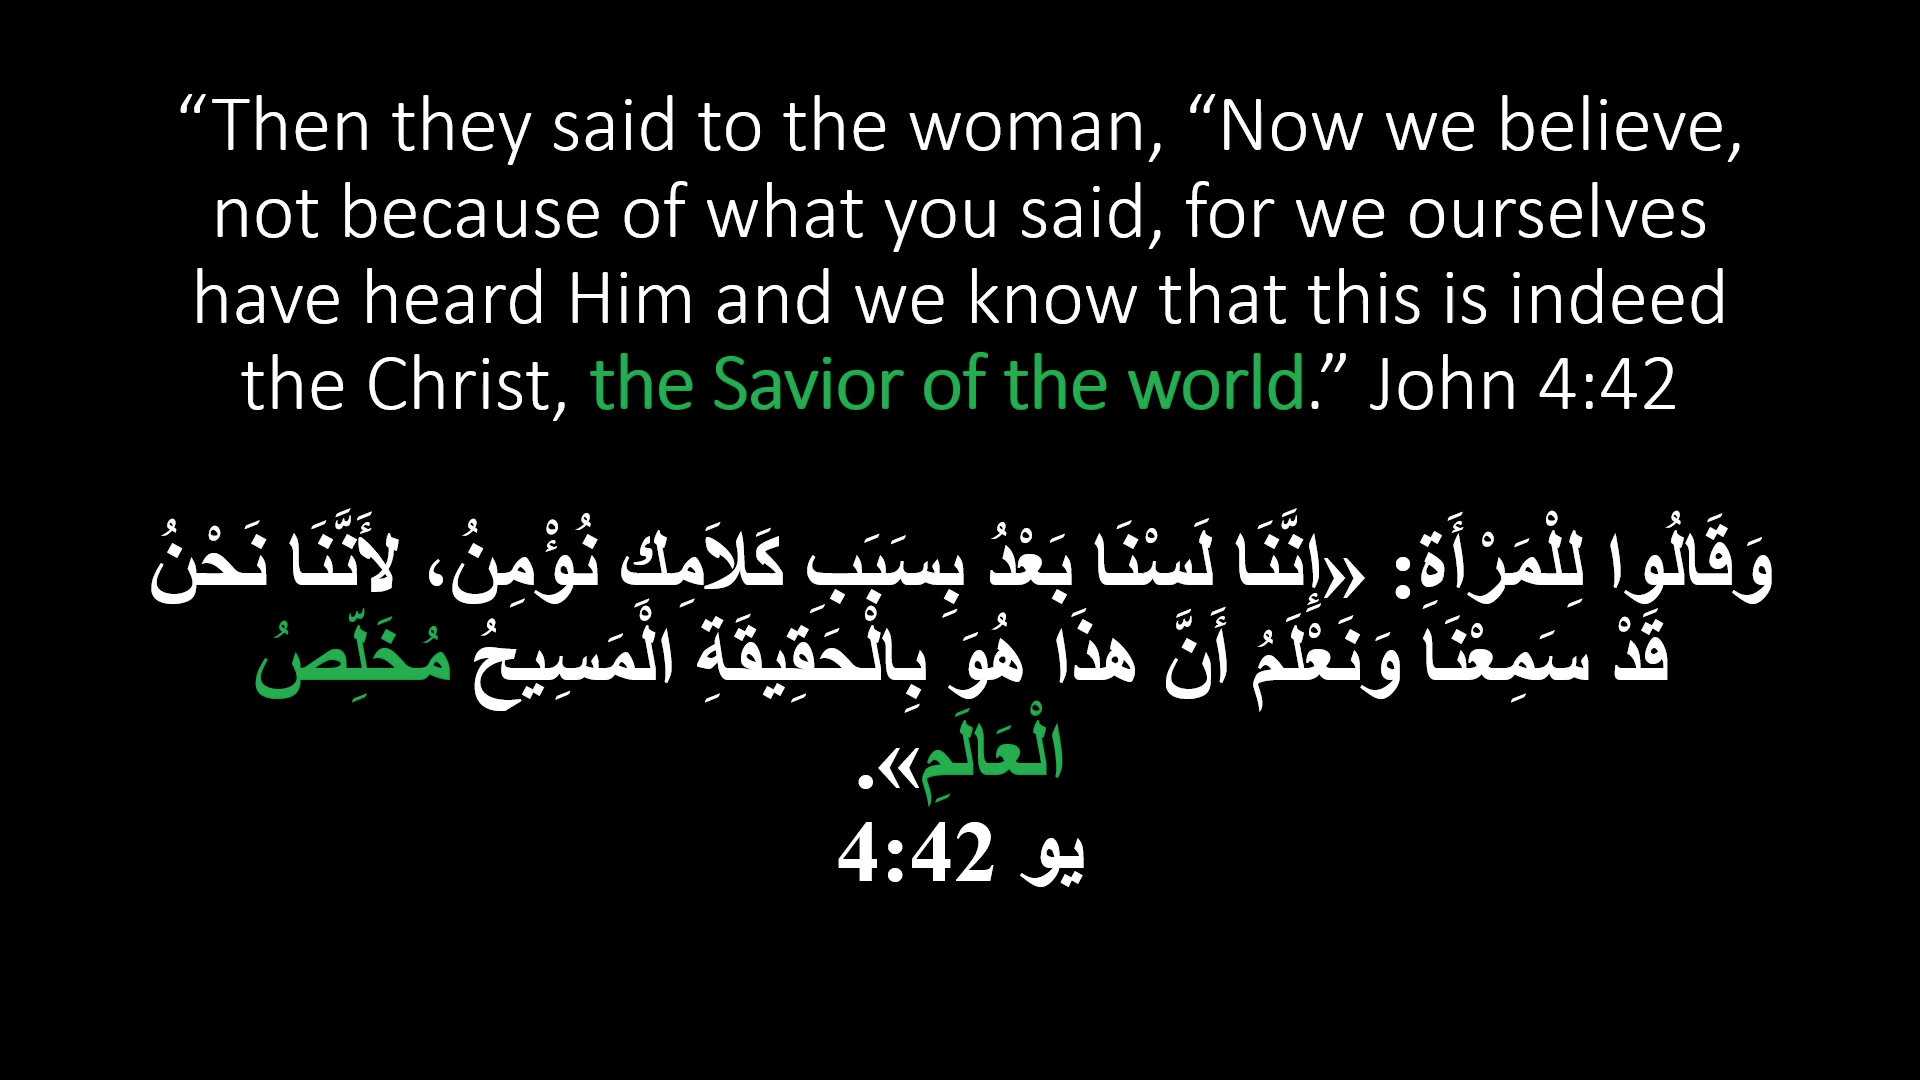 “Then they said to the woman, “Now we believe,
not because of what you said, for we ourselves
have heard Him and we know that this is indeed
the Christ, the Savior of the world.” John 4:42
وَقَالُوا لِلْمَرْأَةِ: «إِنَّنَا لَسْنَا بَعْدُ بِسَبَبِ كَلاَمِكِ نُؤْمِنُ، لأَنَّنَا نَحْنُ
قَدْ سَمِعْنَا وَنَعْلَمُ أَنَّ هذَا هُوَ بِالْحَقِيقَةِ الْمَسِيحُ مُخَلِّصُ
الْعَالَمِ».
يو 4:42